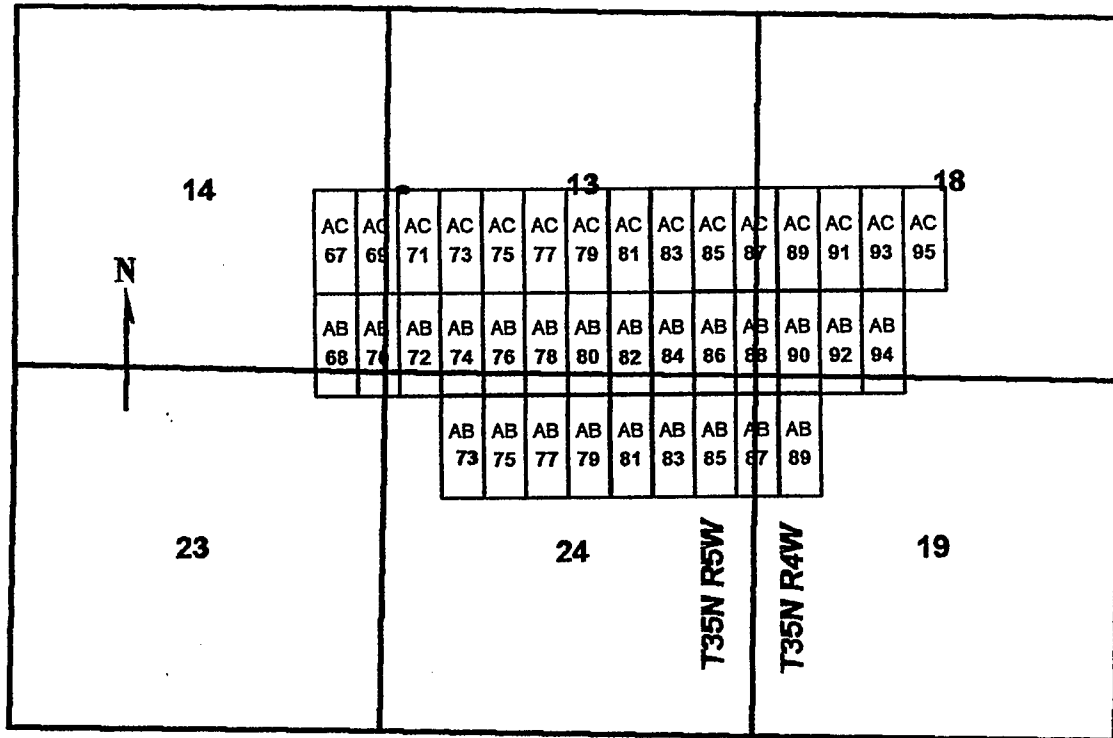 14
13
18
AC AC AC AC AC AC AC AC AC AC AC AC AC AC AC
67 69 71 73 75 77 79 81 83 85 87 89 91 93 95
N
AB AB AB AB AB AB AB AB AB AB AB AB AB AB
68 70 72 74 76 78 80 82 84 86 88 90 92 94
AB AB AB AB AB AB AB AB AB
73 75 77 79 81 83 85 87 89
23
24
19
T35N R5W
T35N R4W